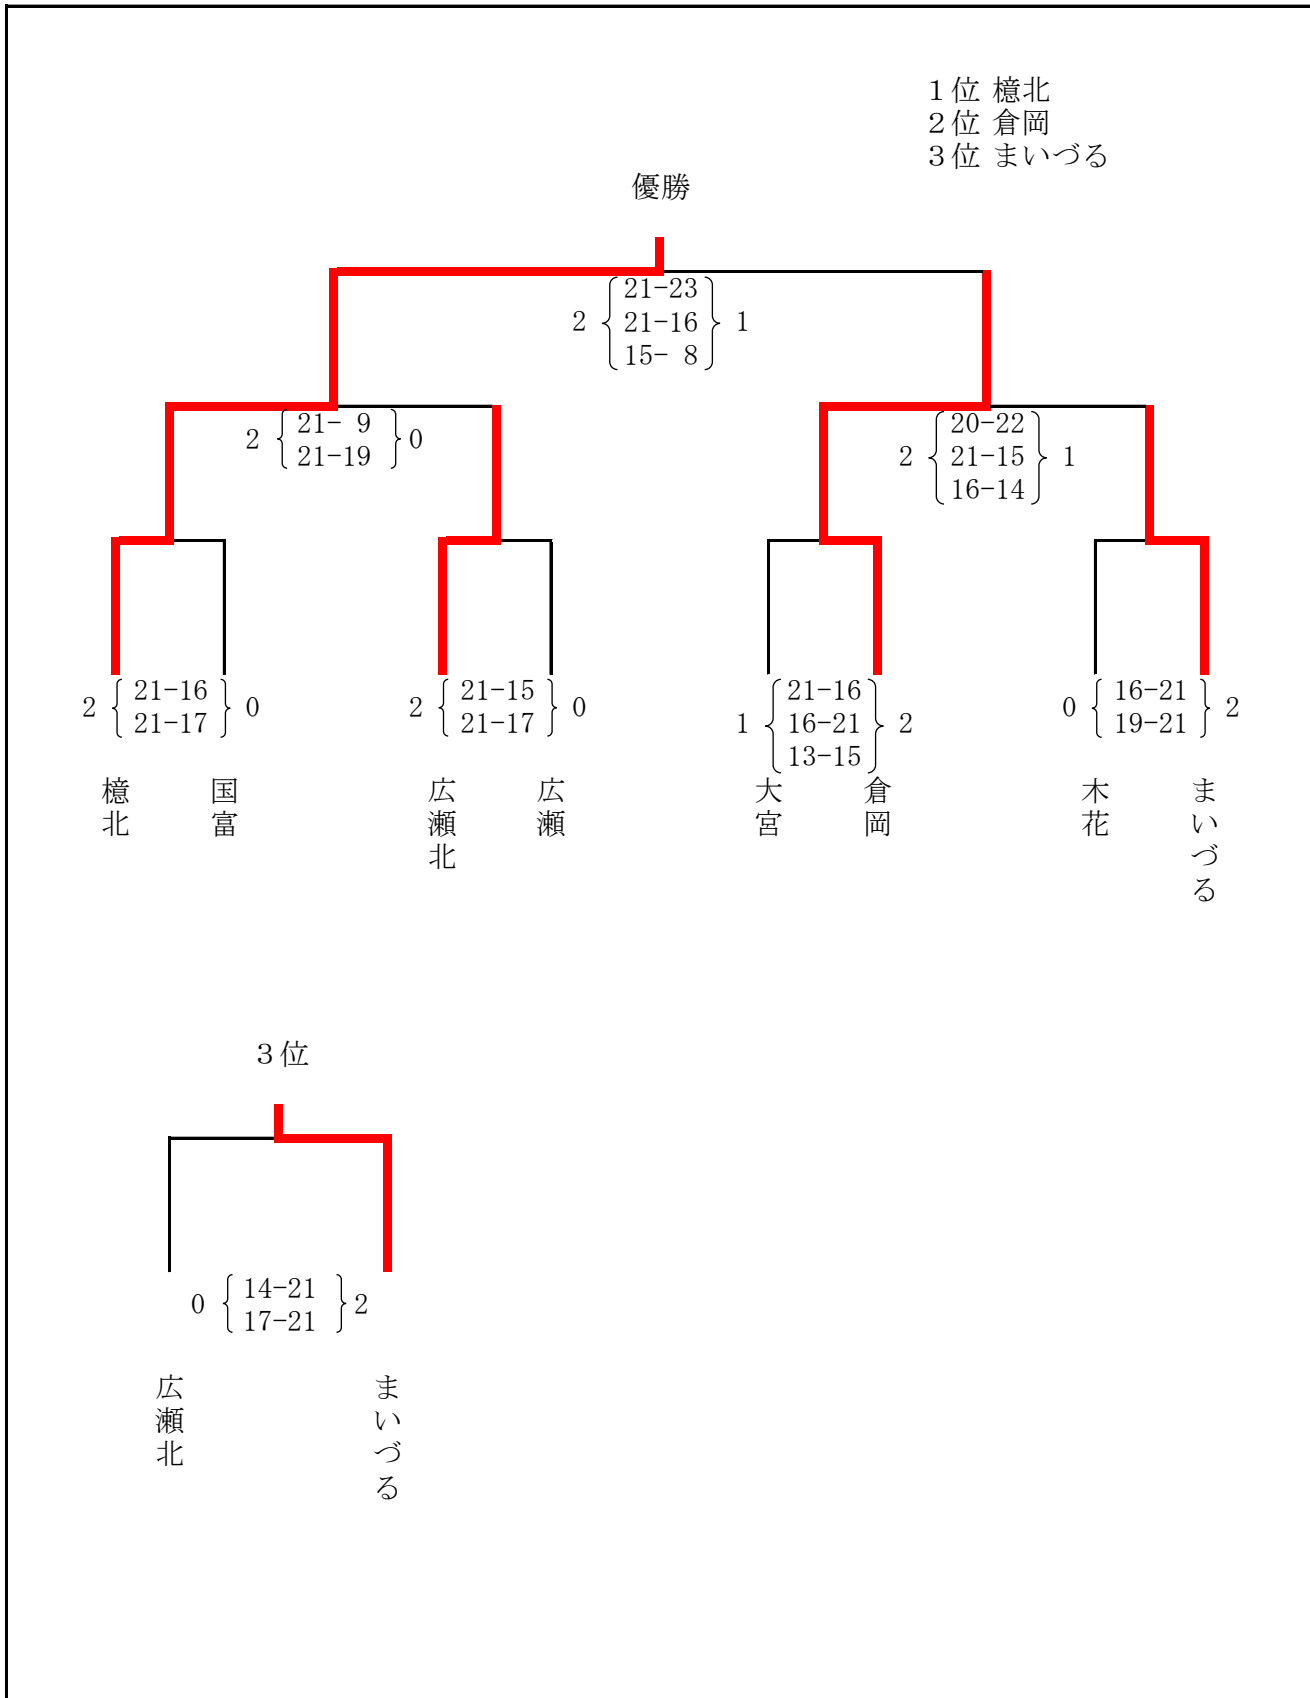 １位 檍北
２位 倉岡
３位 まいづる
優勝
2 { 21-23 21-16 15- 8 } 1
2 { 21- 9 21-19 } 0
2 { 20-22 21-15 16-14 } 1
2 { 21-16 21-17 } 0
2 { 21-15 21-17 } 0
1 { 21-16 16-21 13-15 } 2
0 { 16-21 19-21 } 2
檍北
国富
広瀬北
広瀬
大宮
倉岡
木花
まいづる
３位
0 { 14-21 17-21 } 2
広瀬北
まいづる